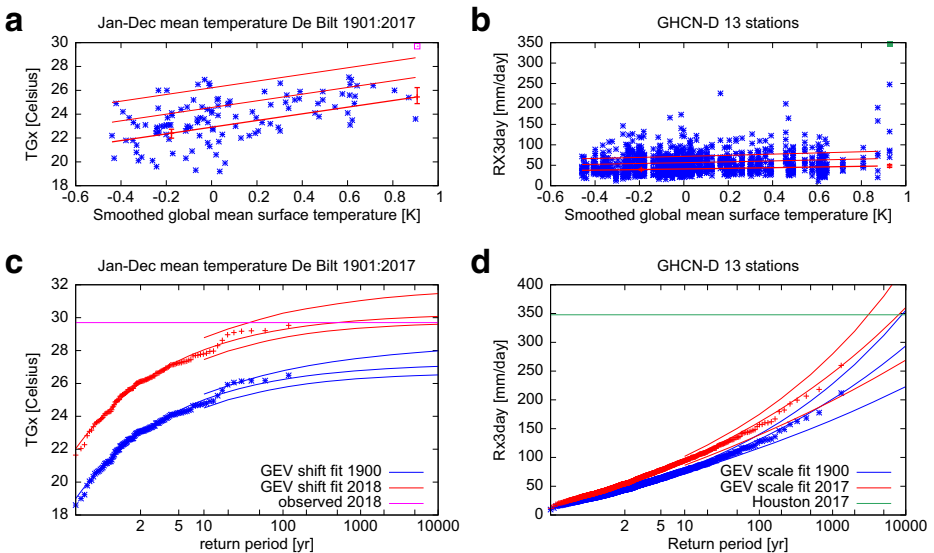 a
Jan-Dec mean temperature De Bilt 1901:2017
TGx [Celsius]
30
28
26
24
22
20
18
-0.6 -0.4 -0.2 0 0.2 0.4 0.6 0.8 1
Smoothed global mean surface temperature [K]
b
GHCN-D 13 stations
RX3day [mm/day]
350
300
250
200
150
100
50
0
-0.6 -0.4 -0.2 0 0.2 0.4 0.6 0.8 1
Smoothed global mean surface temperature [K]
c
Jan-Dec mean temperature De Bilt 1901:2017
TGx [Celsius]
32
30
28
26
24
22
20
18
GEV shift fit 1900
GEV shift fit 2018
observed 2018
2 5 10 100 1000 10000
return period [yr]
d
GHCN-D 13 stations
Rx3day [mm/day]
400
350
300
250
200
150
100
50
0
GEV scale fit 1900
GEV scale fit 2017
Houston 2017
2 5 10 100 1000 10000
Return period [yr]